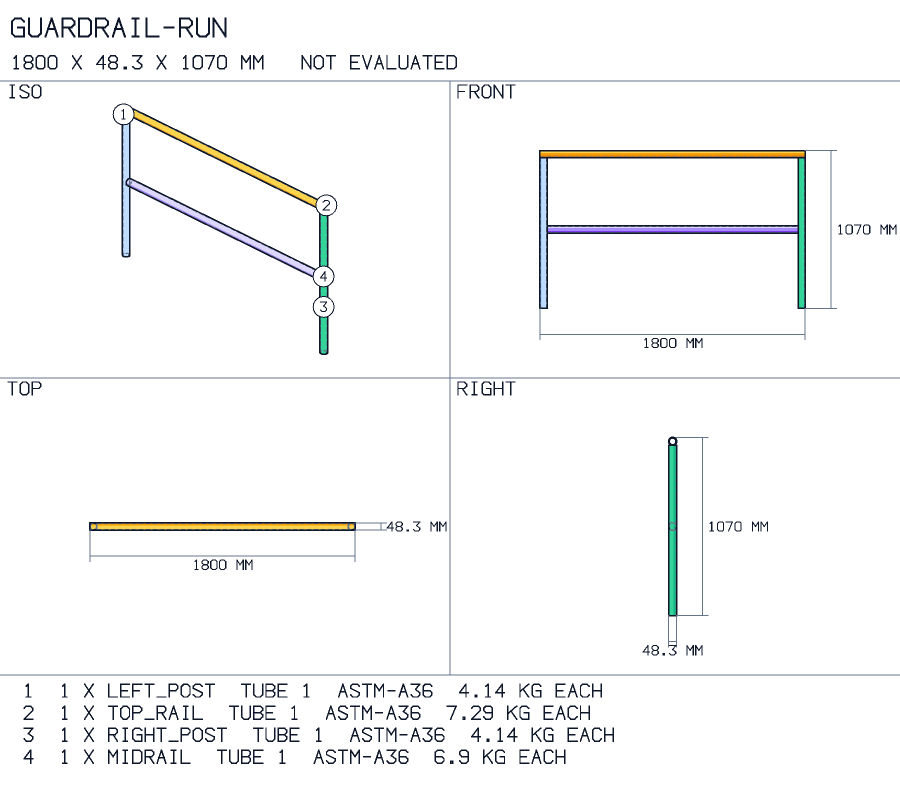 GUARDRAIL-RUN
1800 X 48.3 X 1070 MM   NOT EVALUATED
ISO
1
2
4
3
FRONT
1070 MM
1800 MM
TOP
48.3 MM
1800 MM
RIGHT
1070 MM
48.3 MM
1  1 X LEFT_POST  TUBE 1  ASTM-A36  4.14 KG EACH
2  1 X TOP_RAIL  TUBE 1  ASTM-A36  7.29 KG EACH
3  1 X RIGHT_POST  TUBE 1  ASTM-A36  4.14 KG EACH
4  1 X MIDRAIL  TUBE 1  ASTM-A36  6.9 KG EACH